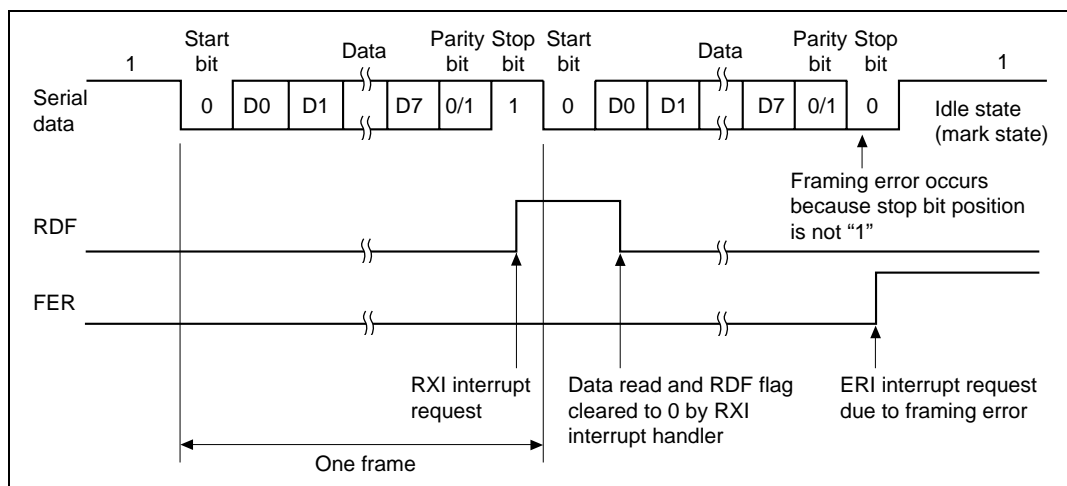 Start Data Parity Stop Start Data Parity Stop
1 bit bit bit bit bit bit 1
Serial data
0 D0 D1 D7 0/1 1 0 D0 D1 D7 0/1 0
Idle state
(mark state)
Framing error occurs
because stop bit position
is not “1”
RDF
FER
RXI interrupt
request
Data read and RDF flag
cleared to 0 by RXI
interrupt handler
ERI interrupt request
due to framing error
One frame